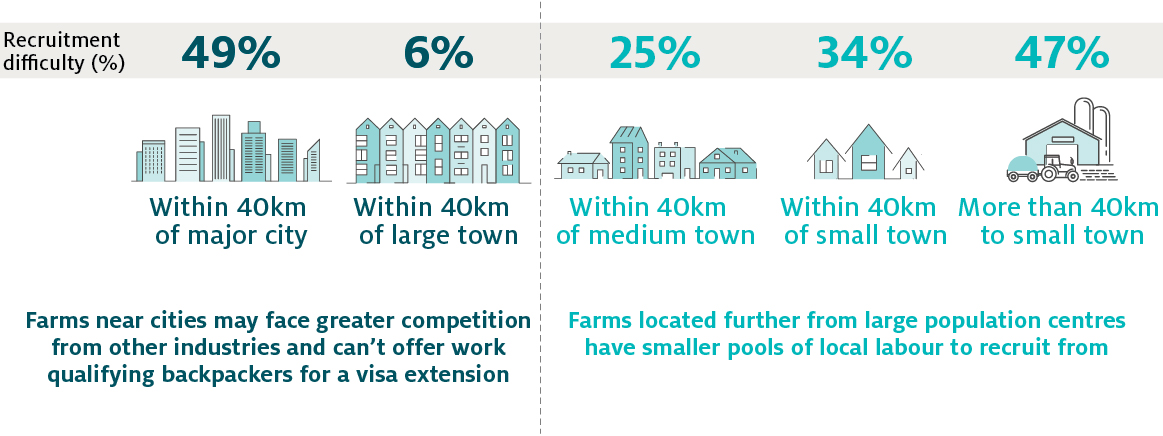 Recruitment
difficulty (%)
49%
6%
25%
34%
47%
Within 40km
of major city
Within 40km
of large town
Within 40km
of medium town
Within 40km
of small town
More than 40km
to small town
Farms near cities may face greater competition
from other industries and can’t offer work
qualifying backpackers for a visa extension
Farms located further from large population centres
have smaller pools of local labour to recruit from